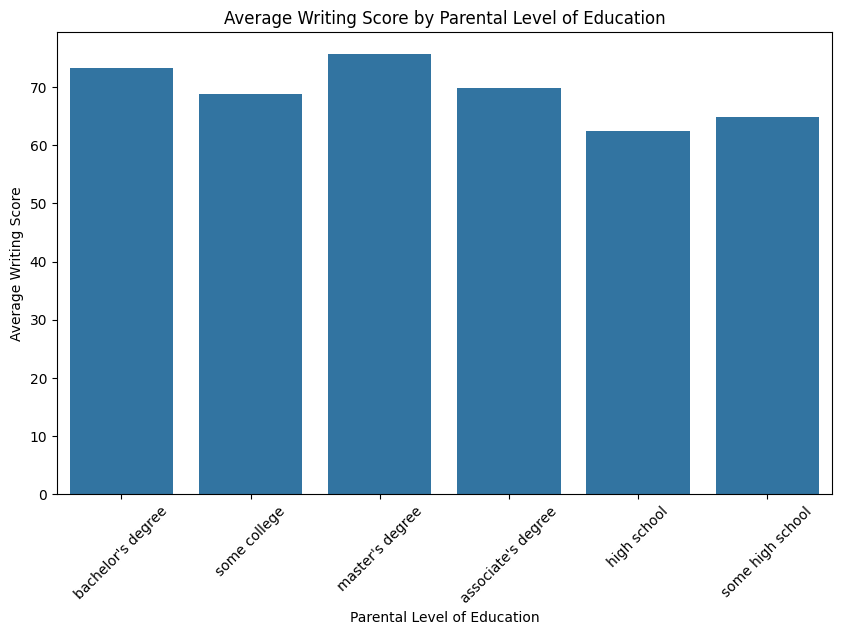 Average Writing Score by Parental Level of Education
Average Writing Score
70
60
50
40
30
20
10
0
bachelor's degree
some college
master's degree
associate's degree
high school
some high school
Parental Level of Education